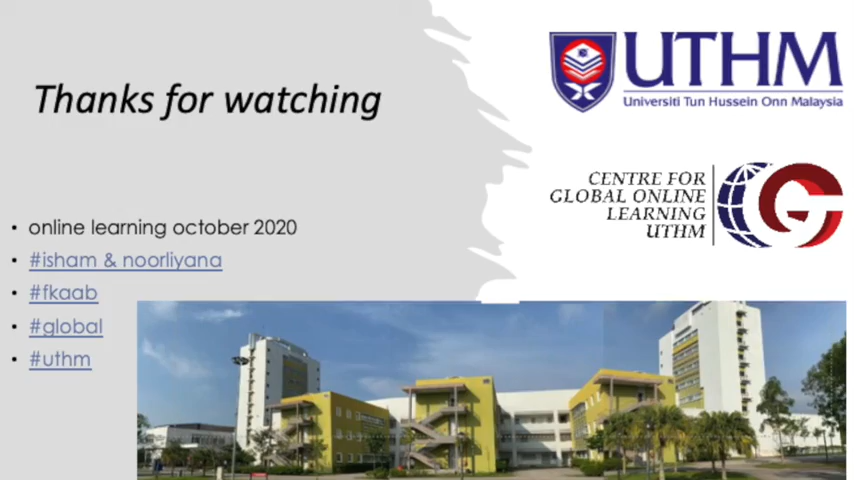 Thanks for watching
• online learning october 2020
• #isham & noorliyana
• #fkaab
• #global
• #uthm
UTHM
Universiti Tun Hussein Onn Malaysia
CENTRE FOR
GLOBAL ONLINE
LEARNING
UTHM